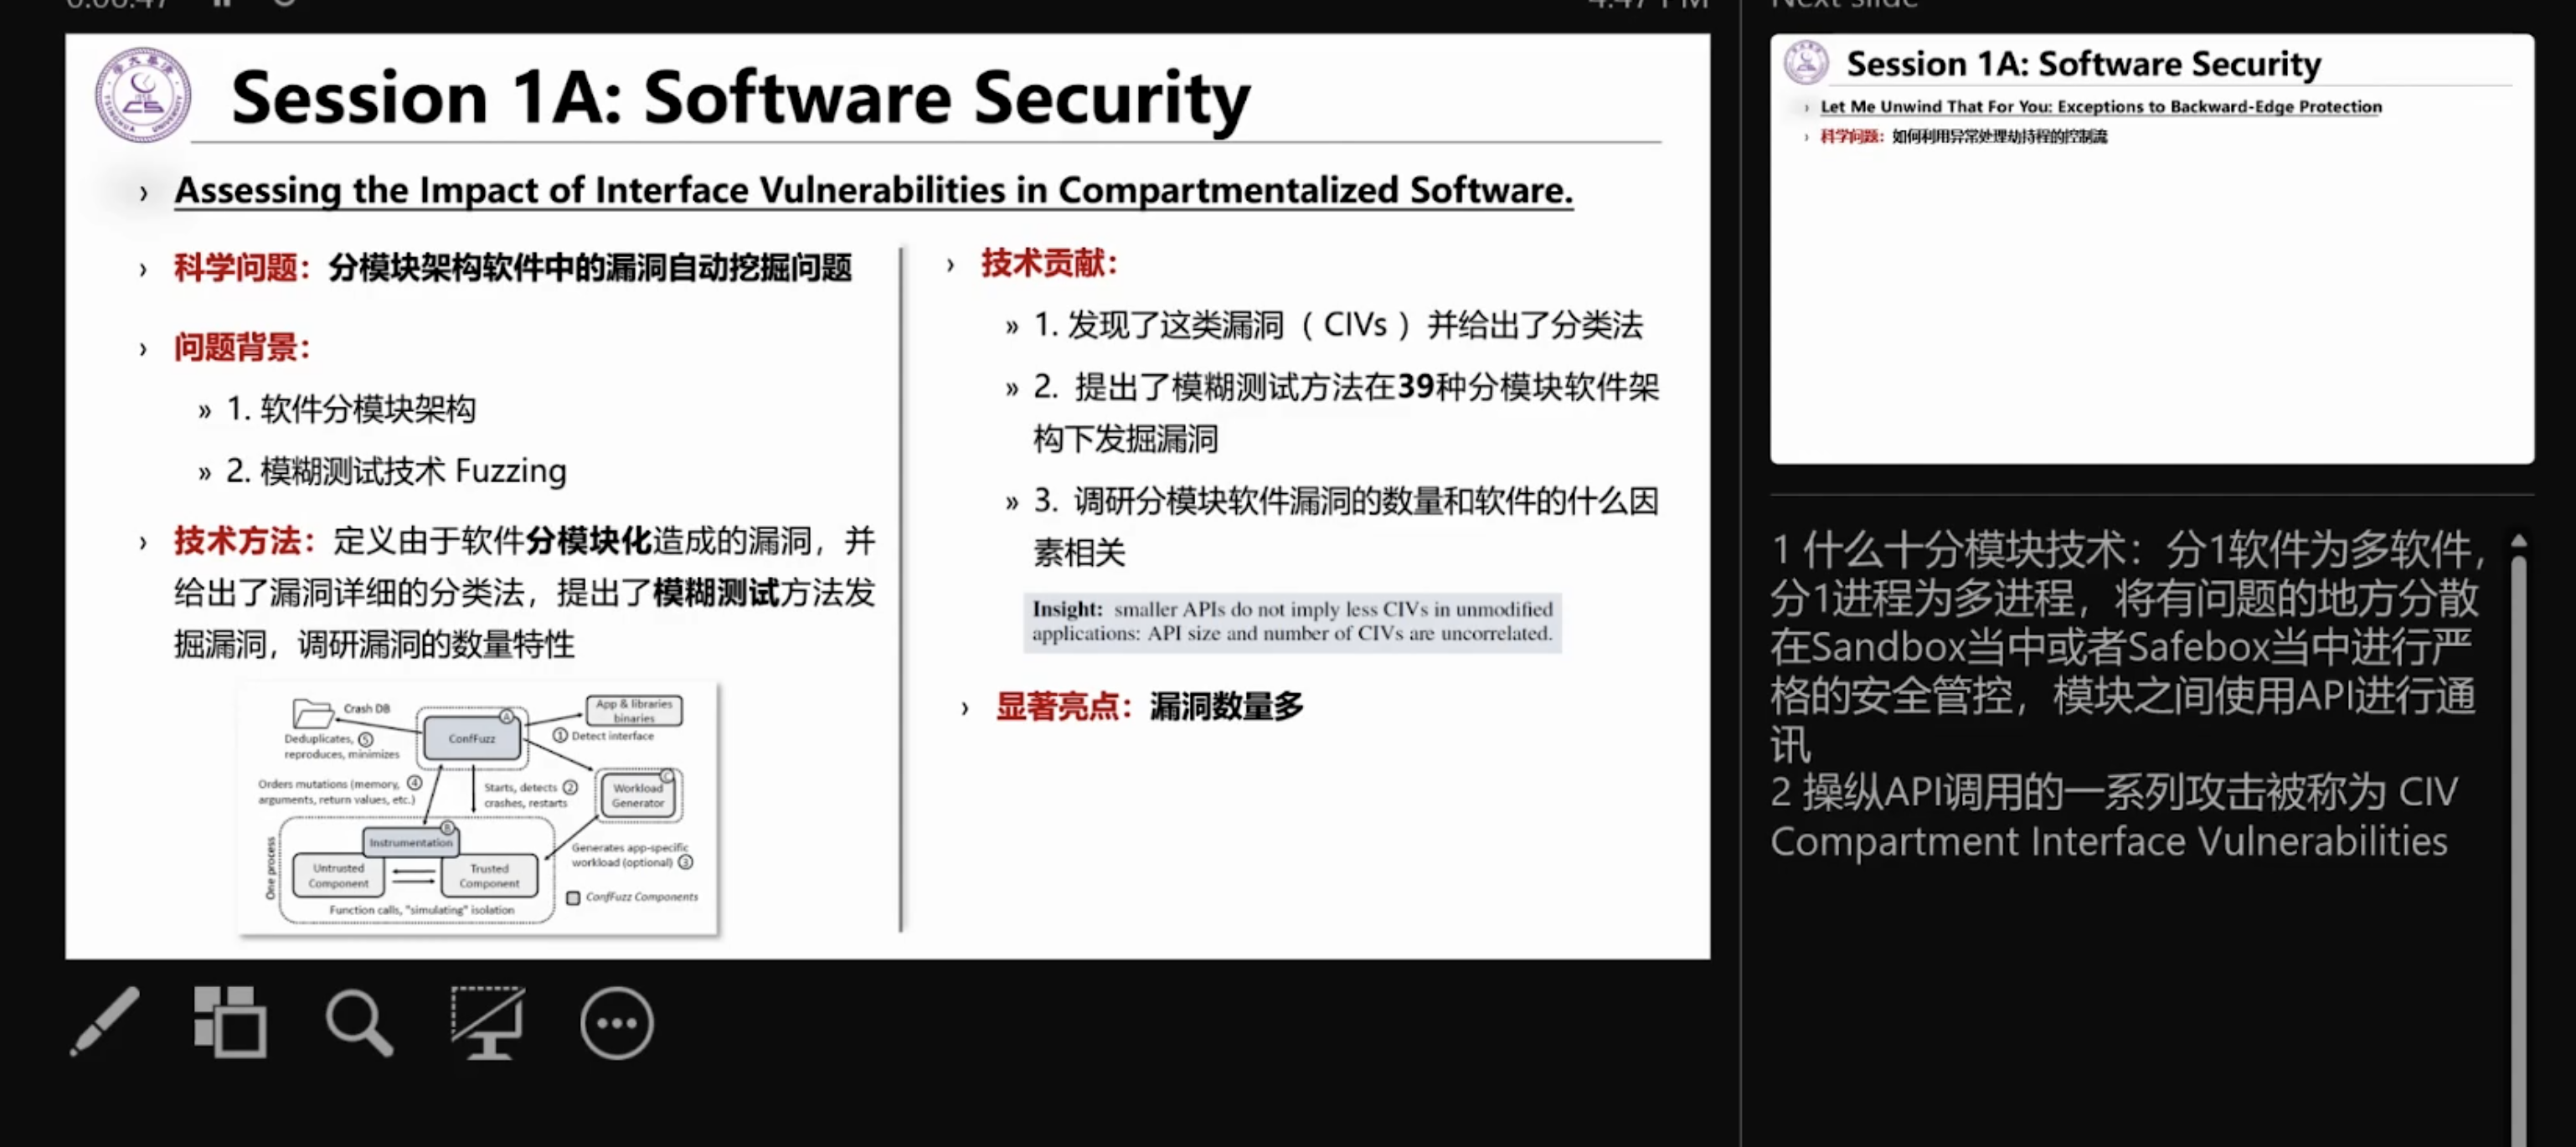 Session 1A: Software Security
› Assessing the Impact of Interface Vulnerabilities in Compartmentalized Software.
› 科学问题：分模块架构软件中的漏洞自动挖掘问题
› 问题背景：
» 1. 软件分模块架构
» 2. 模糊测试技术 Fuzzing
› 技术方法：定义由于软件分模块化造成的漏洞，并
给出了漏洞详细的分类法，提出了模糊测试方法发
掘漏洞，调研漏洞的数量特性
Crash DB
Deduplicates, ⑤
reproduces, minimizes
ConfFuzz
A
App & libraries
binaries
① Detect interface
Orders mutations (memory, ④
arguments, return values, etc.)
Starts, detects ②
crashes, restarts
Workload
Generator
C
Instrumentation
B
One process
Untrusted
Component
Trusted
Component
Function calls, "simulating" isolation
Generates app-specific
workload (optional) ③
ConfFuzz Components
› 技术贡献：
» 1. 发现了这类漏洞（ CIVs ）并给出了分类法
» 2. 提出了模糊测试方法在39种分模块软件架
构下发掘漏洞
» 3. 调研分模块软件漏洞的数量和软件的什么因
素相关
Insight: smaller APIs do not imply less CIVs in unmodified
applications: API size and number of CIVs are uncorrelated.
› 显著亮点：漏洞数量多
Session 1A: Software Security
› Let Me Unwind That For You: Exceptions to Backward-Edge Protection
› 科学问题：如何利用异常处理劫持程的控制流
1 什么十分模块技术：分1软件为多软件，
分1进程为多进程，将有问题的地方分散
在Sandbox当中或者Safebox当中进行严
格的安全管控，模块之间使用API进行通
讯
2 操纵API调用的一系列攻击被称为 CIV
Compartment Interface Vulnerabilities